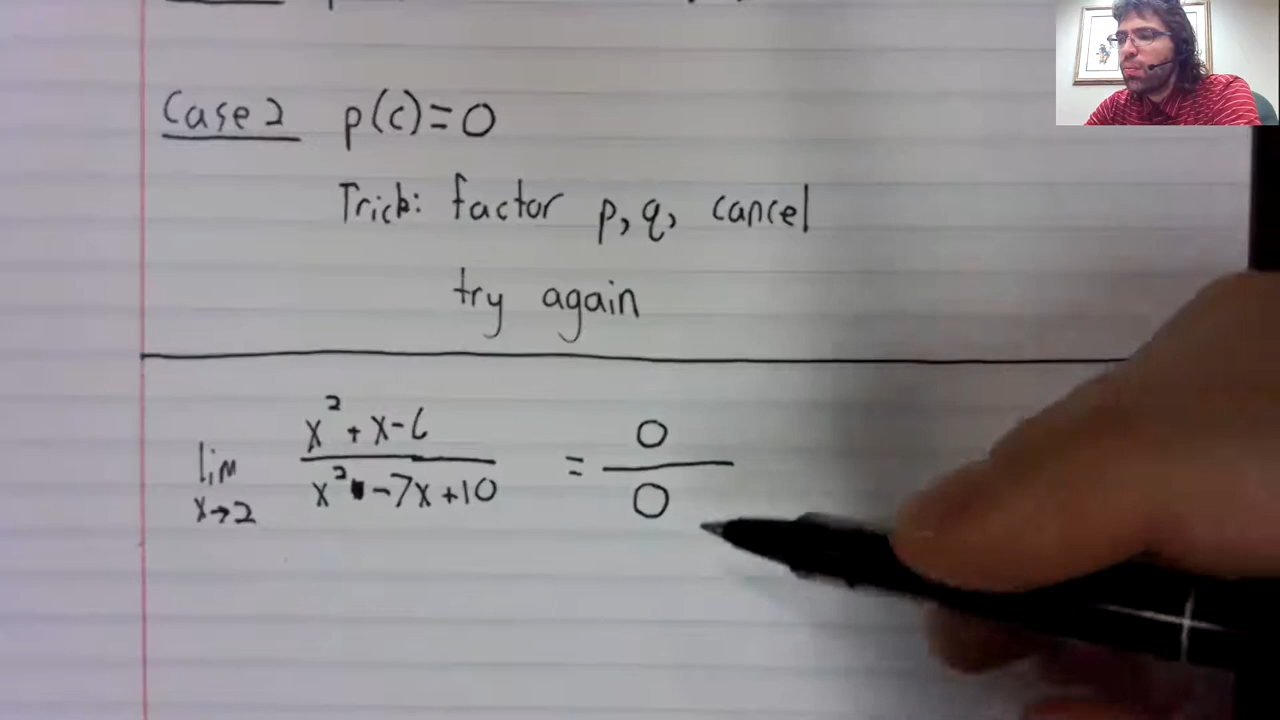 Case 2 p(c)=0
Trick: factor p, q, cancel
try again
lim x→2 x² + x - 6 / x² - 7x + 10 = 0 / 0